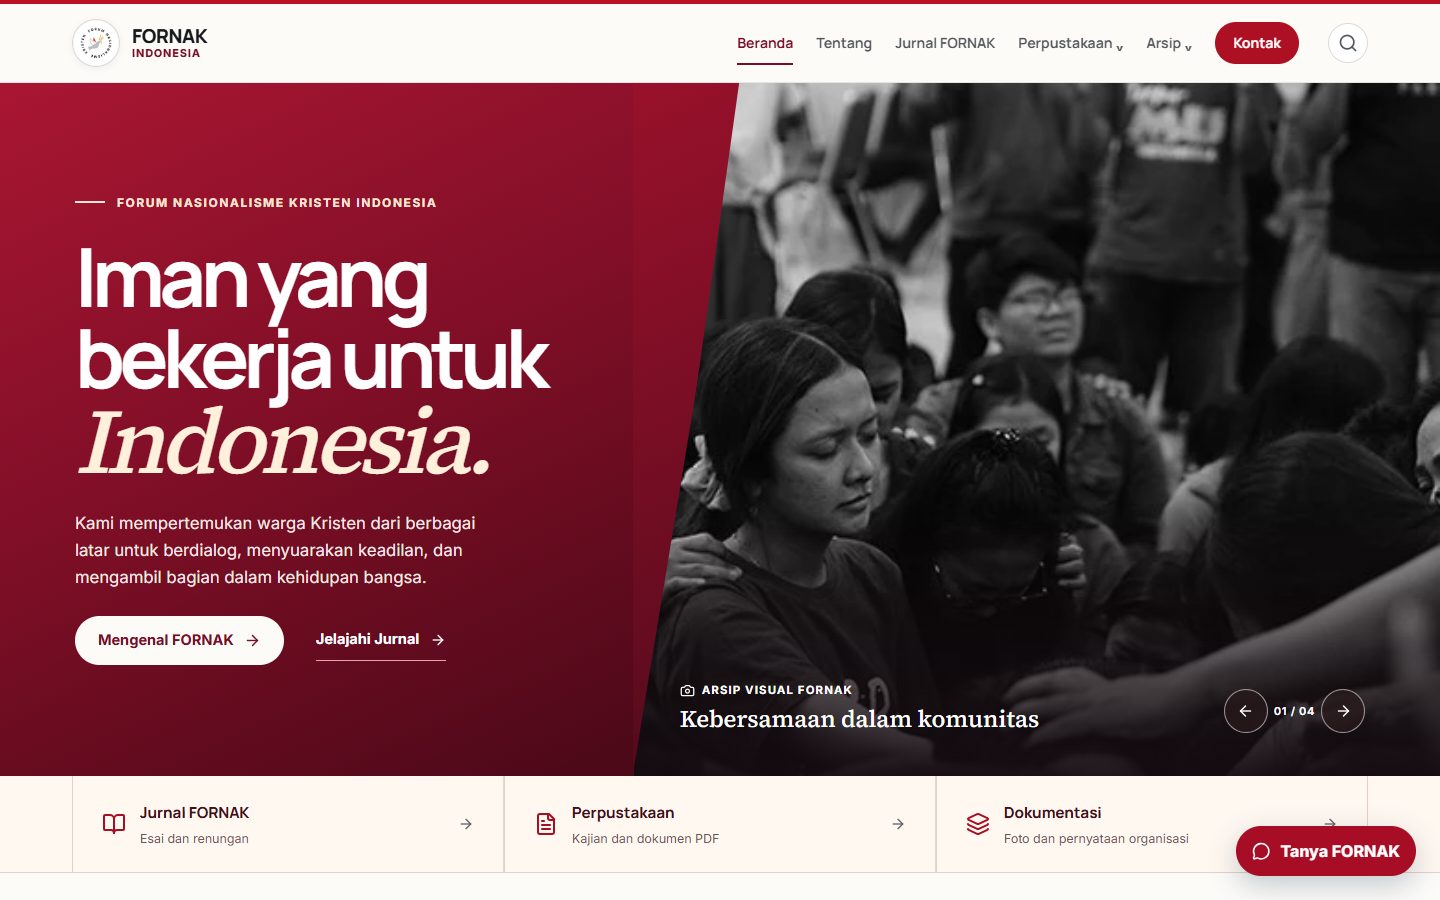 FORNAK
INDONESIA
Beranda
Tentang
Jurnal FORNAK
Perpustakaan
Arsip
Kontak
FORUM NASIONALISME KRISTEN INDONESIA
Iman yang
bekerja untuk
Indonesia.
Kami mempertemukan warga Kristen dari berbagai
latar untuk berdialog, menyuarakan keadilan, dan
mengambil bagian dalam kehidupan bangsa.
Mengenal FORNAK
Jelajahi Jurnal
ARSIP VISUAL FORNAK
Kebersamaan dalam komunitas
01 / 04
Jurnal FORNAK
Esai dan renungan
Perpustakaan
Kajian dan dokumen PDF
Dokumentasi
Foto dan pernyataan organisasi
Tanya FORNAK